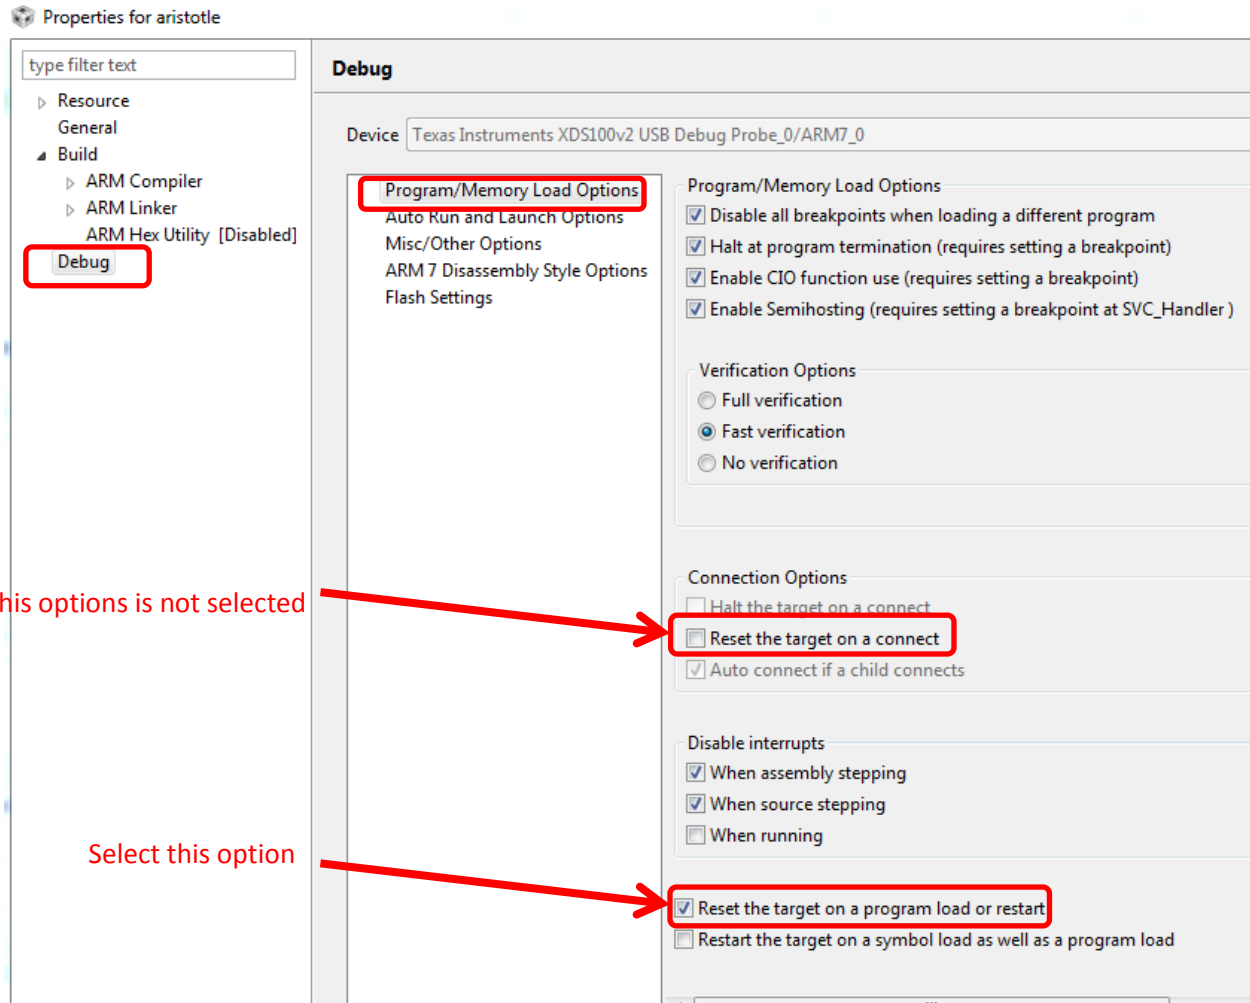 Properties for aristotle
type filter text
Resource
General
Build
ARM Compiler
ARM Linker
ARM Hex Utility [Disabled]
Debug
Debug
Device
Texas Instruments XDS100v2 USB Debug Probe_0/ARM7_0
Program/Memory Load Options
Auto Run and Launch Options
Misc/Other Options
ARM 7 Disassembly Style Options
Flash Settings
Program/Memory Load Options
Disable all breakpoints when loading a different program
Halt at program termination (requires setting a breakpoint)
Enable CIO function use (requires setting a breakpoint)
Enable Semihosting (requires setting a breakpoint at SVC_Handler )
Verification Options
Full verification
Fast verification
No verification
Connection Options
Halt the target on a connect
his options is not selected
Reset the target on a connect
Auto connect if a child connects
Disable interrupts
When assembly stepping
When source stepping
When running
Select this option
Reset the target on a program load or restart
Restart the target on a symbol load as well as a program load